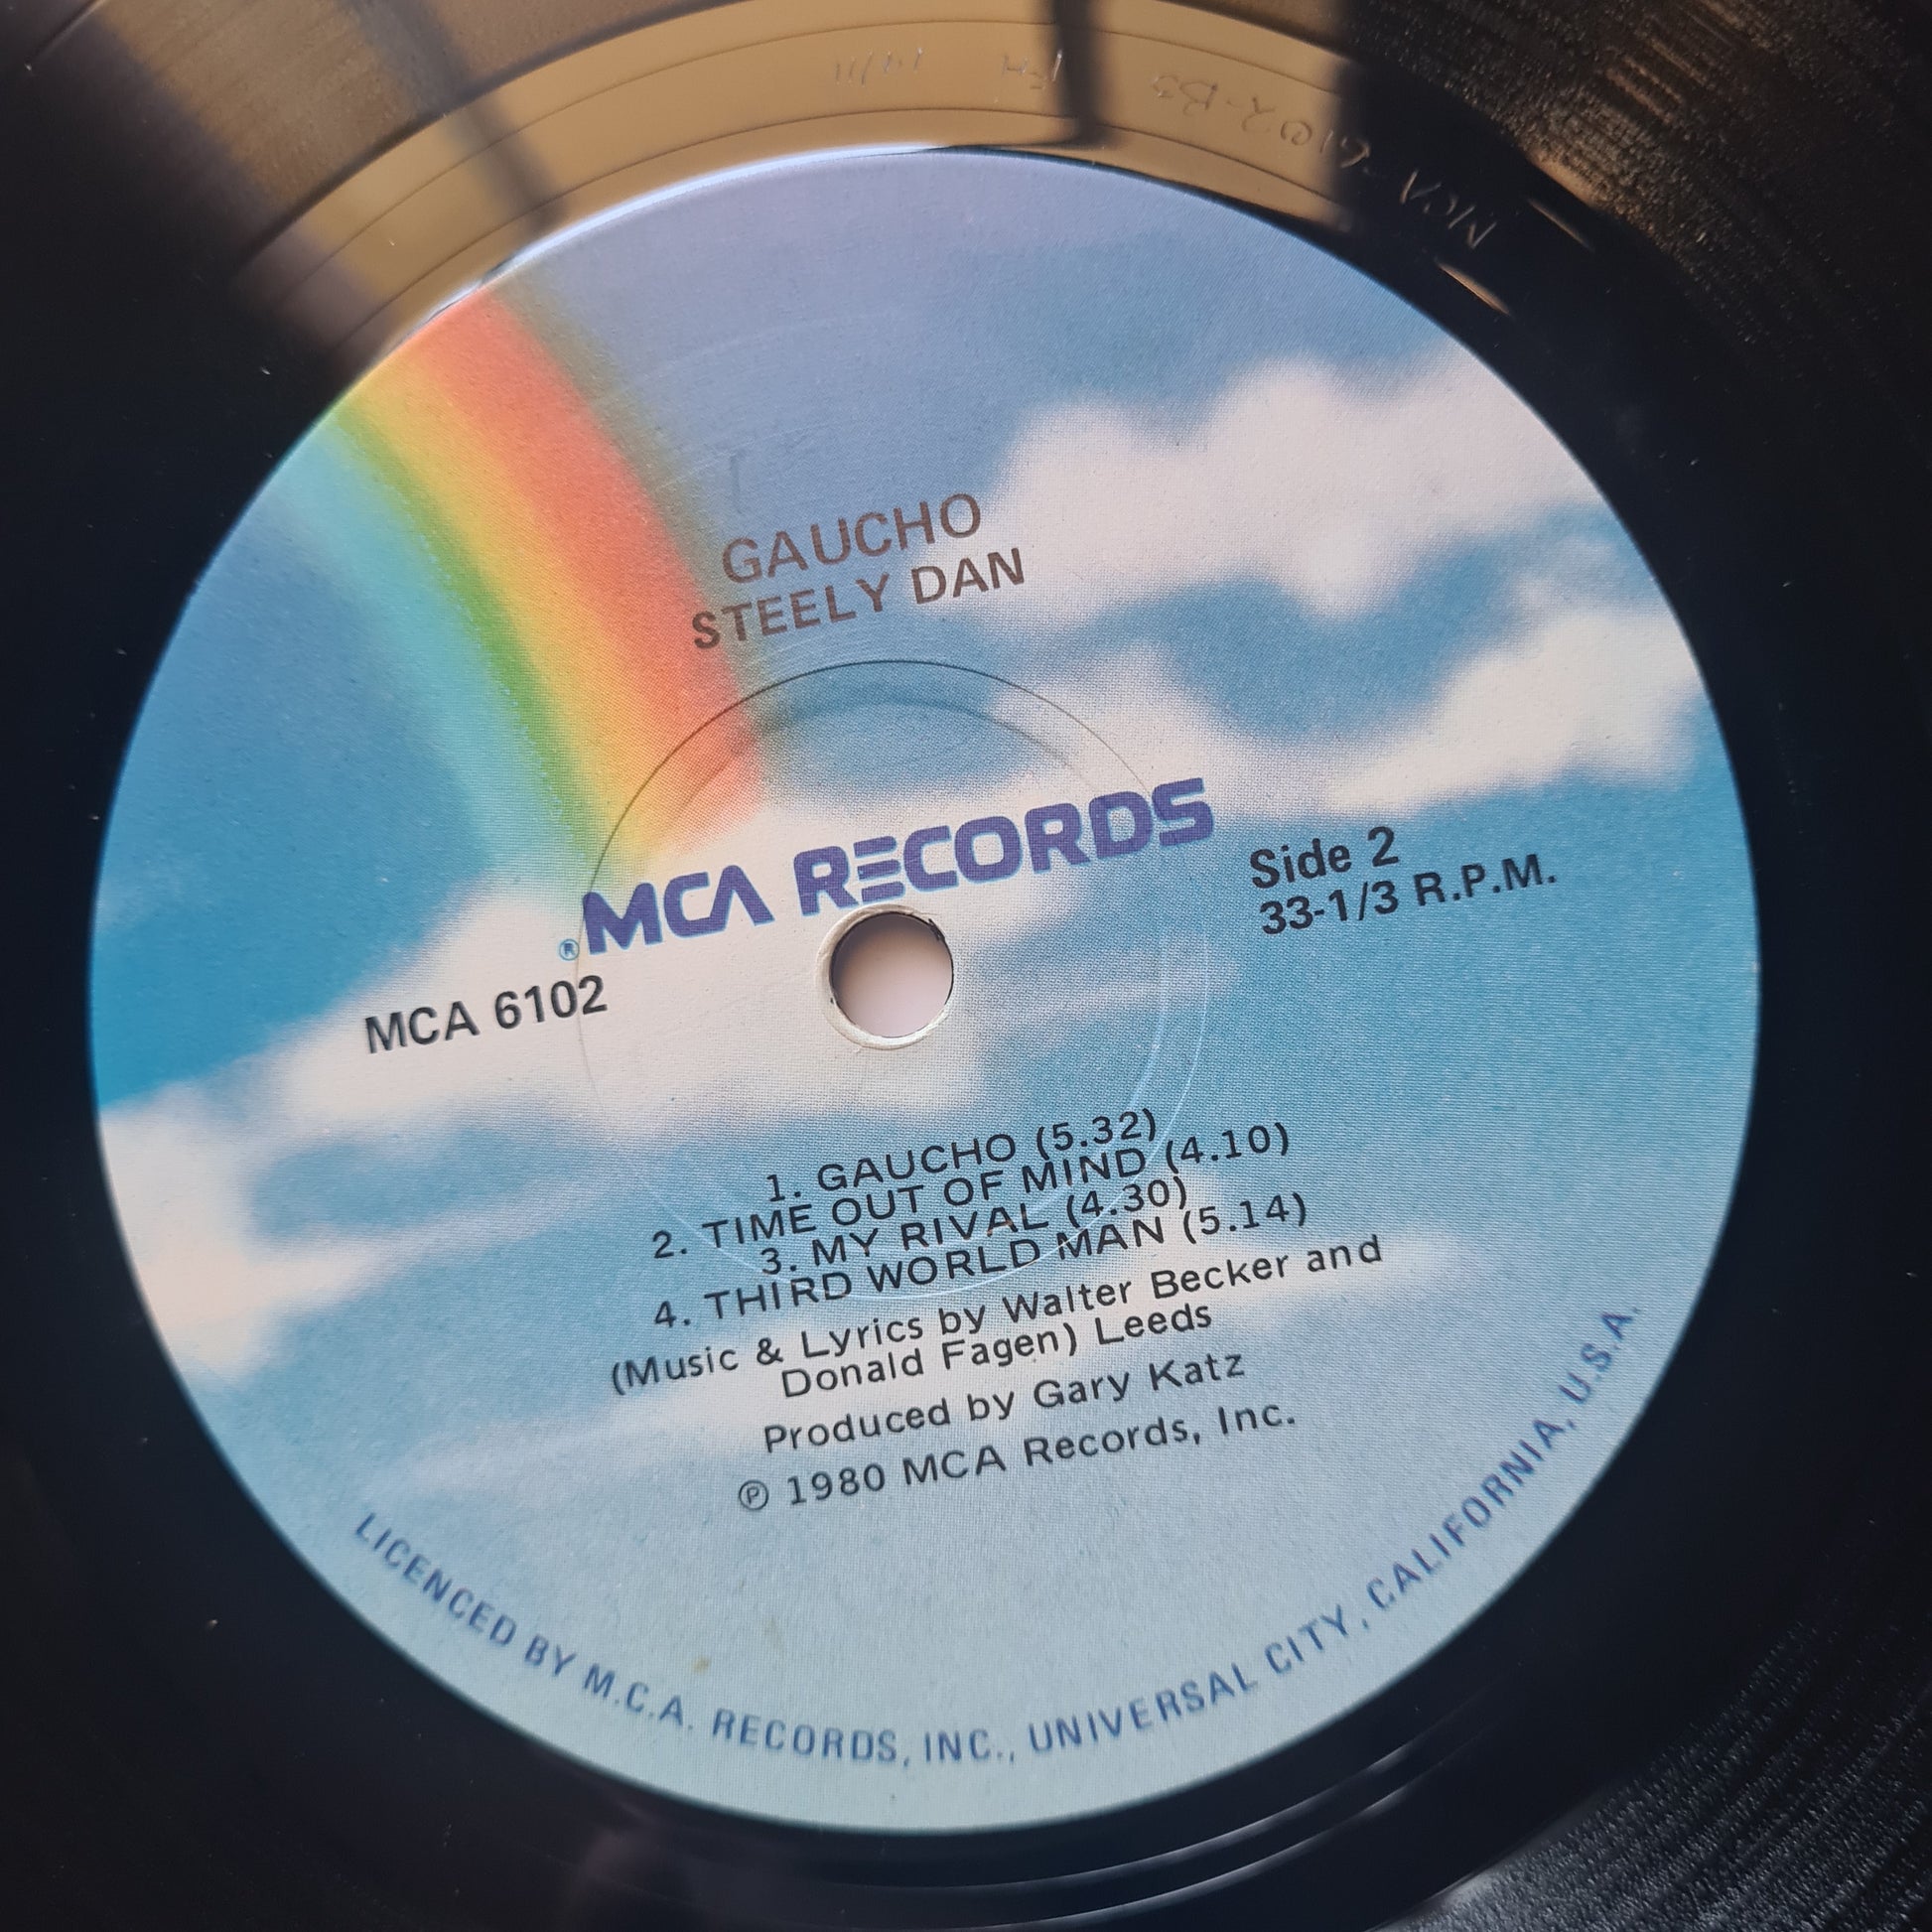 GAUCHO
STEELY DAN
® MCA RECORDS
Side 2
33-1/3 R.P.M.
MCA 6102
1. GAUCHO (5.32)
2. TIME OUT OF MIND (4.10)
3. MY RIVAL (4.30)
4. THIRD WORLD MAN (5.14)
(Music & Lyrics by Walter Becker and
Donald Fagen) Leeds
Produced by Gary Katz
℗ 1980 MCA Records, Inc.
LICENCED BY M.C.A. RECORDS, INC., UNIVERSAL CITY, CALIFORNIA, U.S.A.
MCA 6102-B3